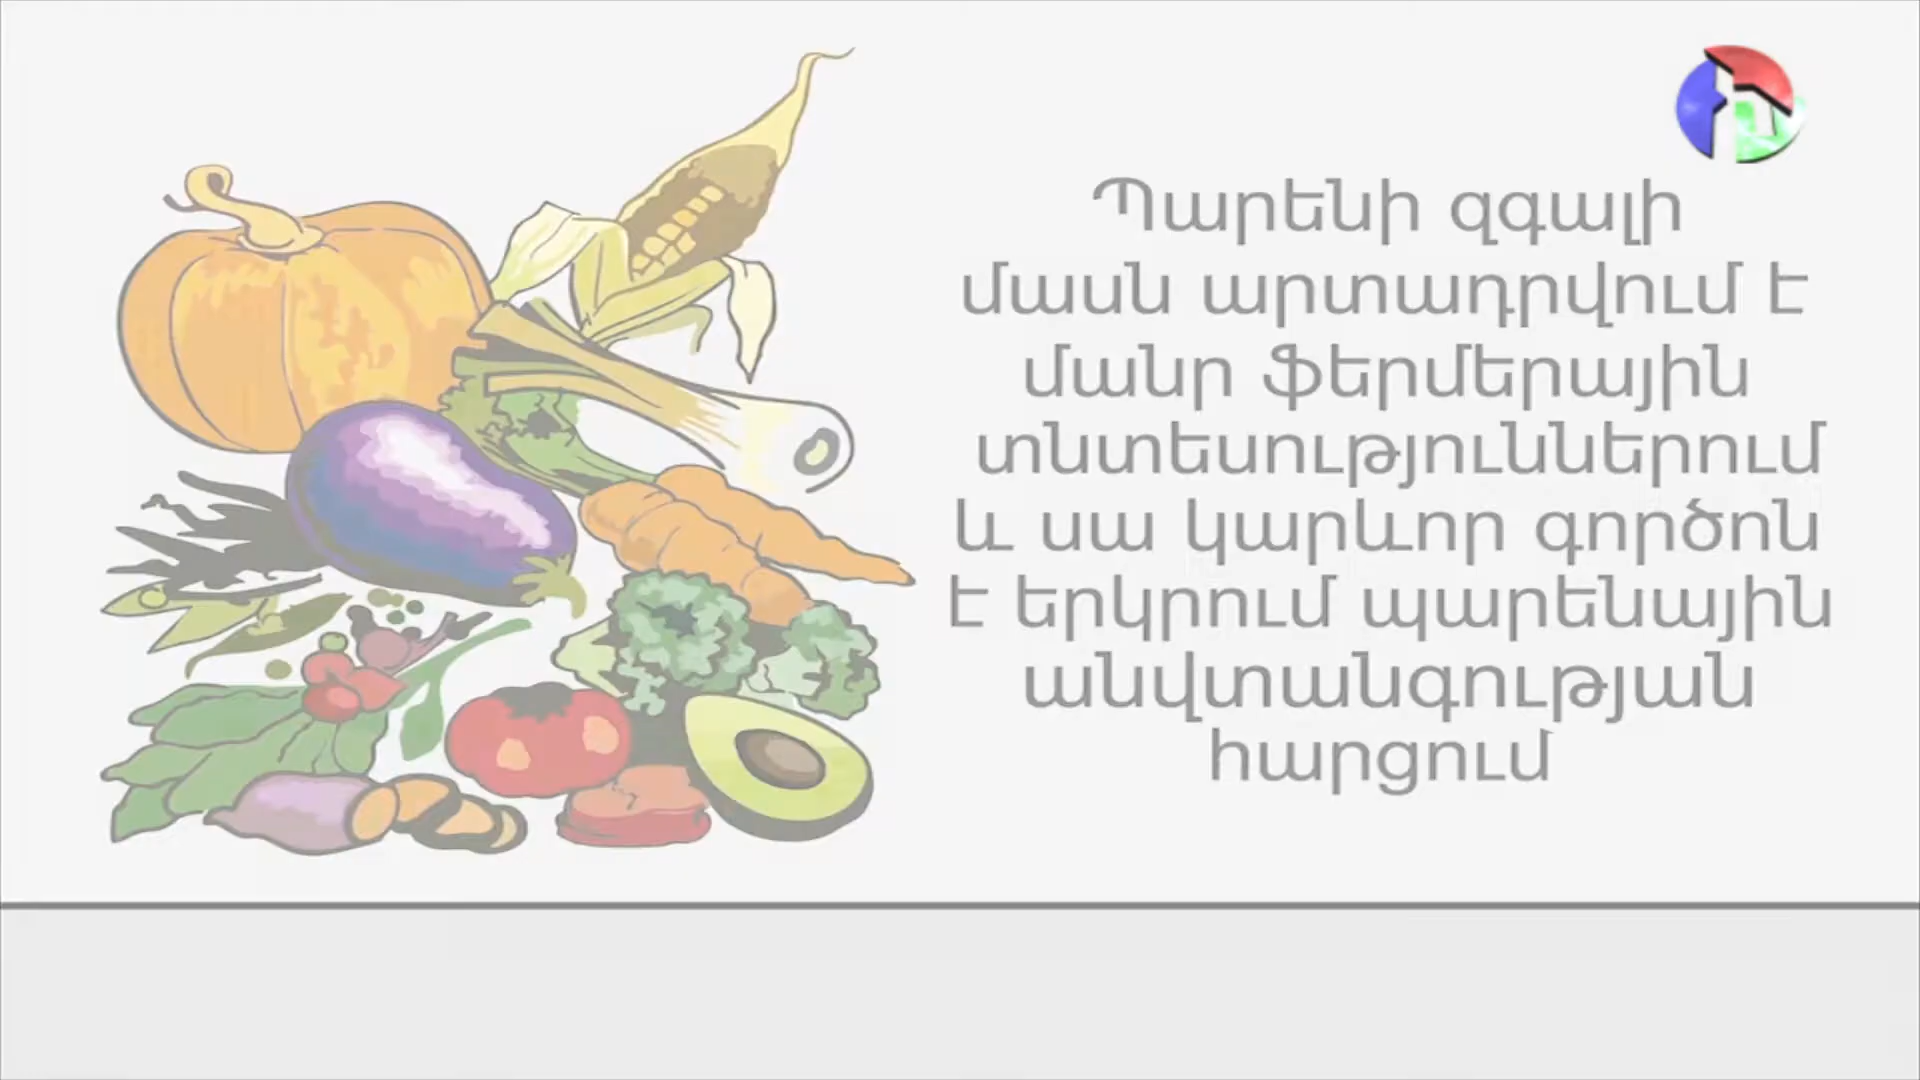 Պարենի զգալի
մասն արտադրվում է
մանր ֆերմերային
տնտեսություններում
և սա կարևոր գործոն
է երկրում պարենային
անվտանգության
հարցում